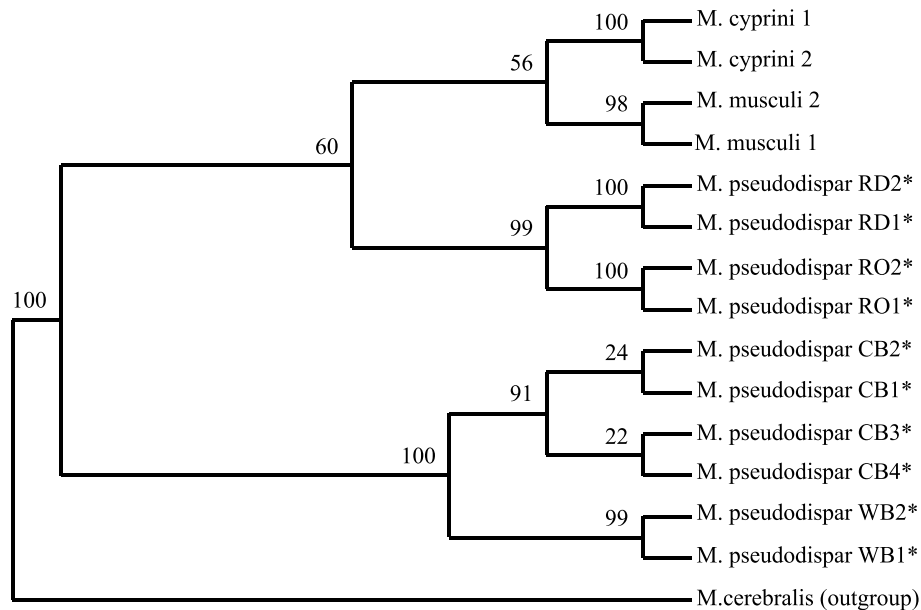 100
M. cyprini 1
M. cyprini 2
56
98
M. musculi 2
M. musculi 1
60
100
M. pseudodispar RD2*
M. pseudodispar RD1*
99
100
M. pseudodispar RO2*
M. pseudodispar RO1*
100
24
M. pseudodispar CB2*
M. pseudodispar CB1*
91
22
M. pseudodispar CB3*
M. pseudodispar CB4*
100
99
M. pseudodispar WB2*
M. pseudodispar WB1*
M.cerebralis (outgroup)